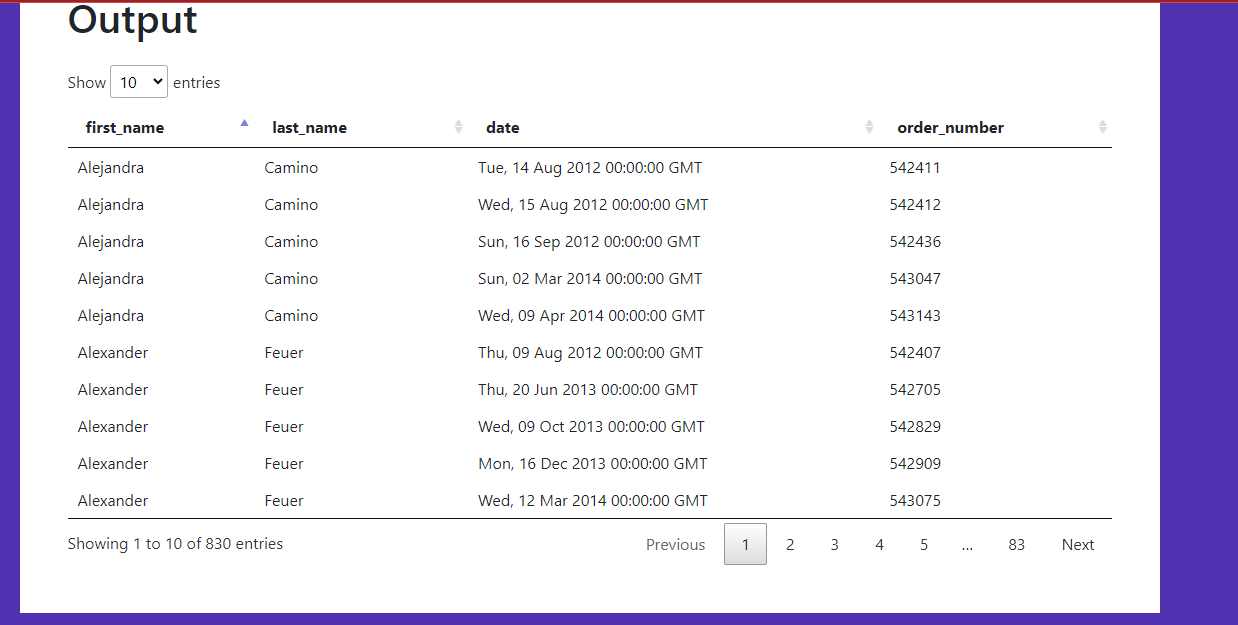 Output
Show 10 entries
first_name last_name date order_number
Alejandra Camino Tue, 14 Aug 2012 00:00:00 GMT 542411
Alejandra Camino Wed, 15 Aug 2012 00:00:00 GMT 542412
Alejandra Camino Sun, 16 Sep 2012 00:00:00 GMT 542436
Alejandra Camino Sun, 02 Mar 2014 00:00:00 GMT 543047
Alejandra Camino Wed, 09 Apr 2014 00:00:00 GMT 543143
Alexander Feuer Thu, 09 Aug 2012 00:00:00 GMT 542407
Alexander Feuer Thu, 20 Jun 2013 00:00:00 GMT 542705
Alexander Feuer Wed, 09 Oct 2013 00:00:00 GMT 542829
Alexander Feuer Mon, 16 Dec 2013 00:00:00 GMT 542909
Alexander Feuer Wed, 12 Mar 2014 00:00:00 GMT 543075
Showing 1 to 10 of 830 entries Previous 1 2 3 4 5 ... 83 Next